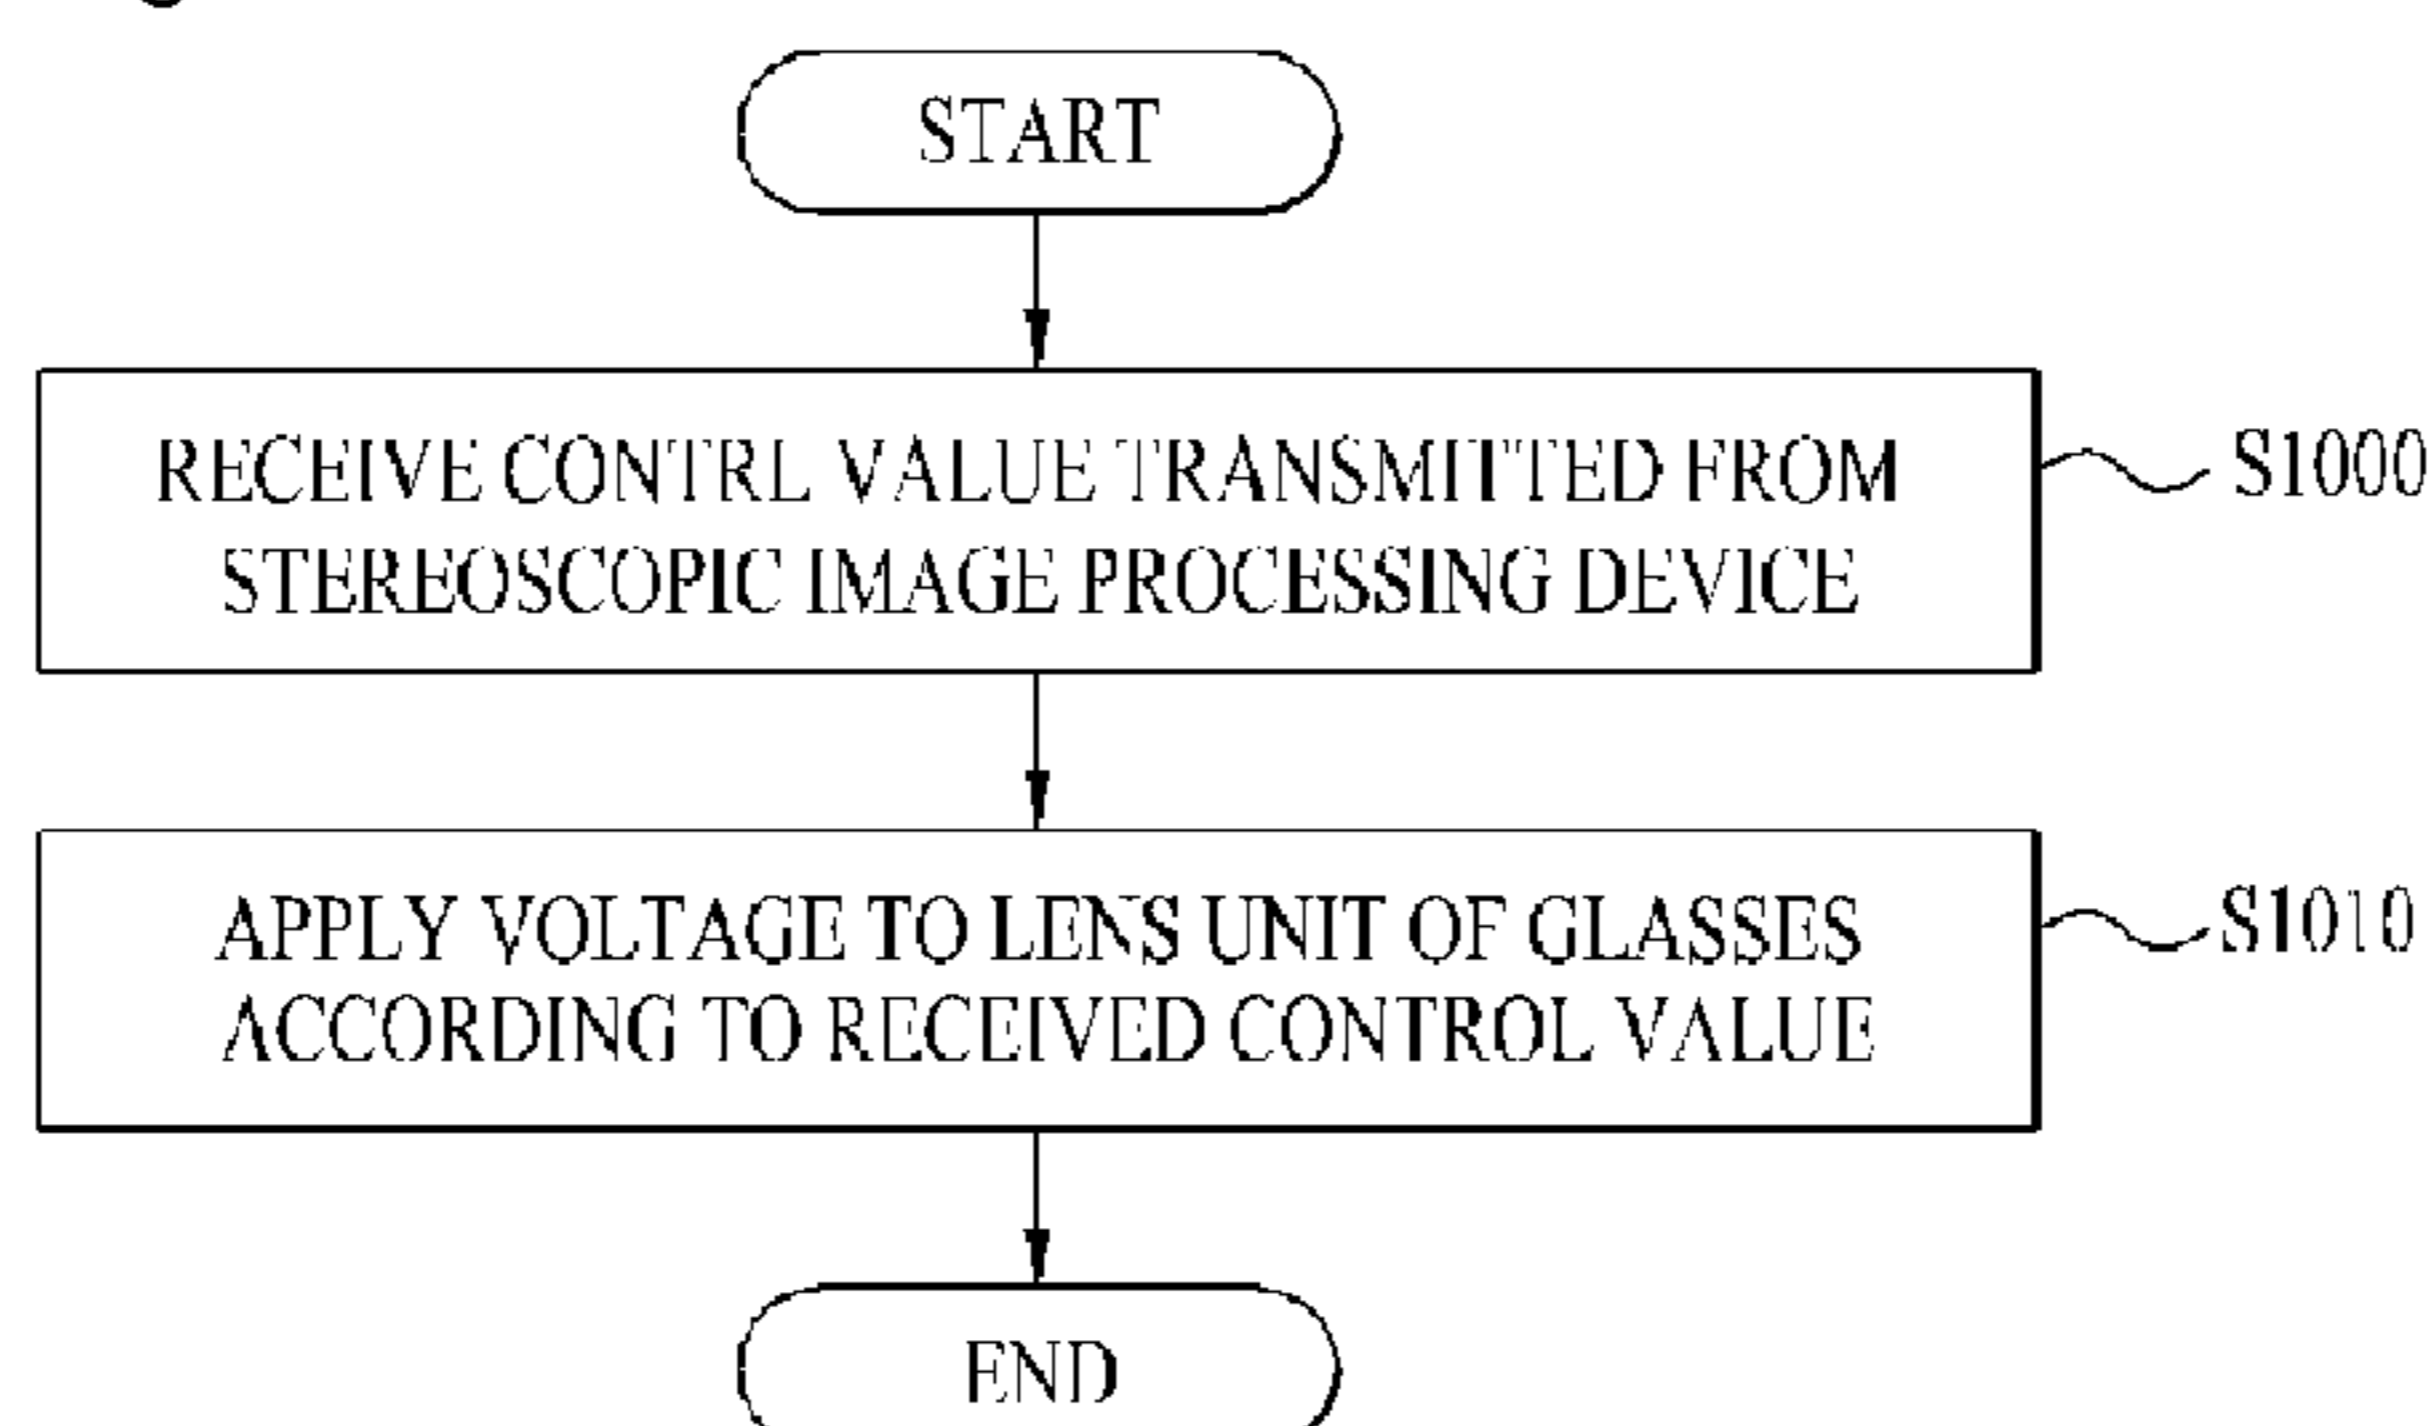 START
RECEIVE CONTRL VALUE TRANSMITTED FROM
STEREOSCOPIC IMAGE PROCESSING DEVICE
S1000
APPLY VOLTAGE TO LENS UNIT OF GLASSES
ACCORDING TO RECEIVED CONTROL VALUE
S1010
END